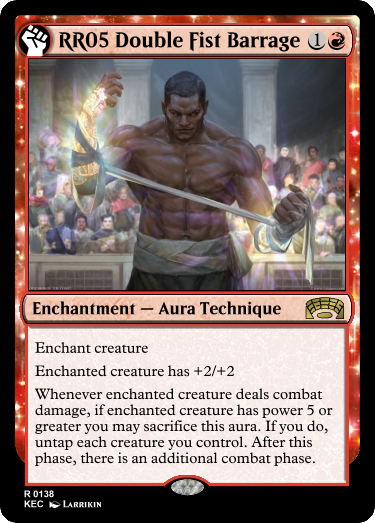 RR05 Double Fist Barrage 1
Enchantment — Aura Technique
Enchant creature
Enchanted creature has +2/+2
Whenever enchanted creature deals combat
damage, if enchanted creature has power 5 or
greater you may sacrifice this aura. If you do,
untap each creature you control. After this
phase, there is an additional combat phase.
R 0138
KEC Larrikin